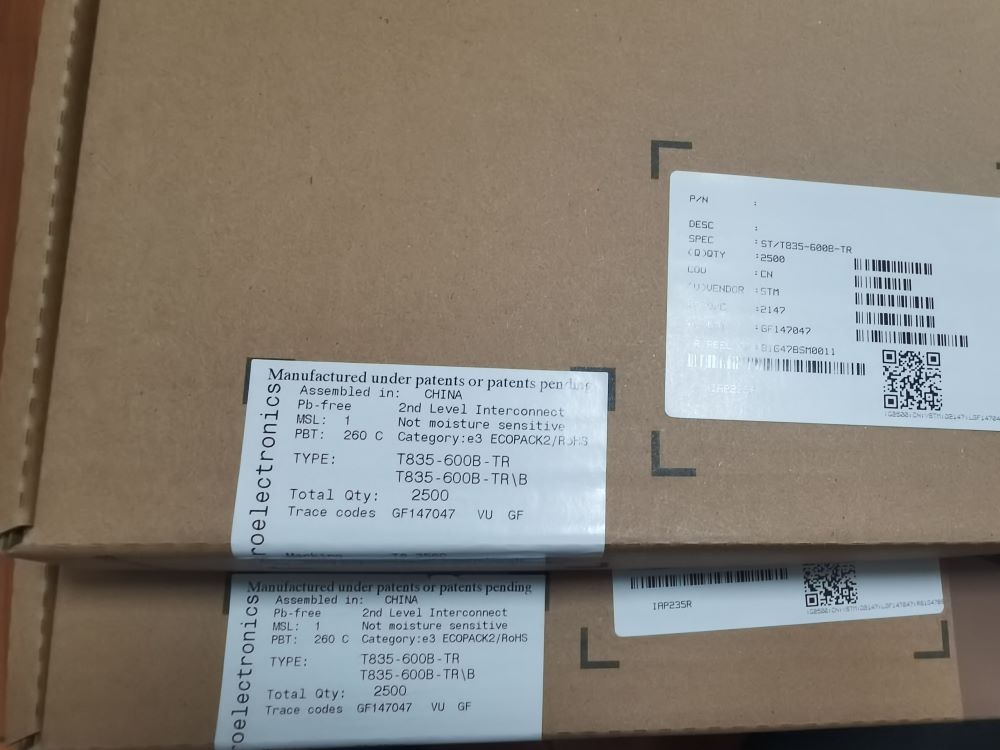 P/N :
DESC :
SPEC : ST/T835-600B-TR
(Q)QTY :2500
COO :CN
(V)VENDOR :STM
:2147
:GF147047
roelectronics
Manufactured under patents or patents pending
Assembled in: CHINA
Pb-free 2nd Level Interconnect
MSL: 1 Not moisture sensitive
PBT: 260 C Category:e3 ECOPACK2/RoHS
TYPE: T835-600B-TR
T835-600B-TR\B
Total Qty: 2500
Trace codes GF147047 VU GF
roelectronics
Manufactured under patents or patents pending
Assembled in: CHINA
Pb-free 2nd Level Interconnect
MSL: 1 Not moisture sensitive
PBT: 260 C Category:e3 ECOPACK2/RoHS
TYPE: T835-600B-TR
T835-600B-TR\B
Total Qty: 2500
Trace codes GF147047 VU GF
IAP235R